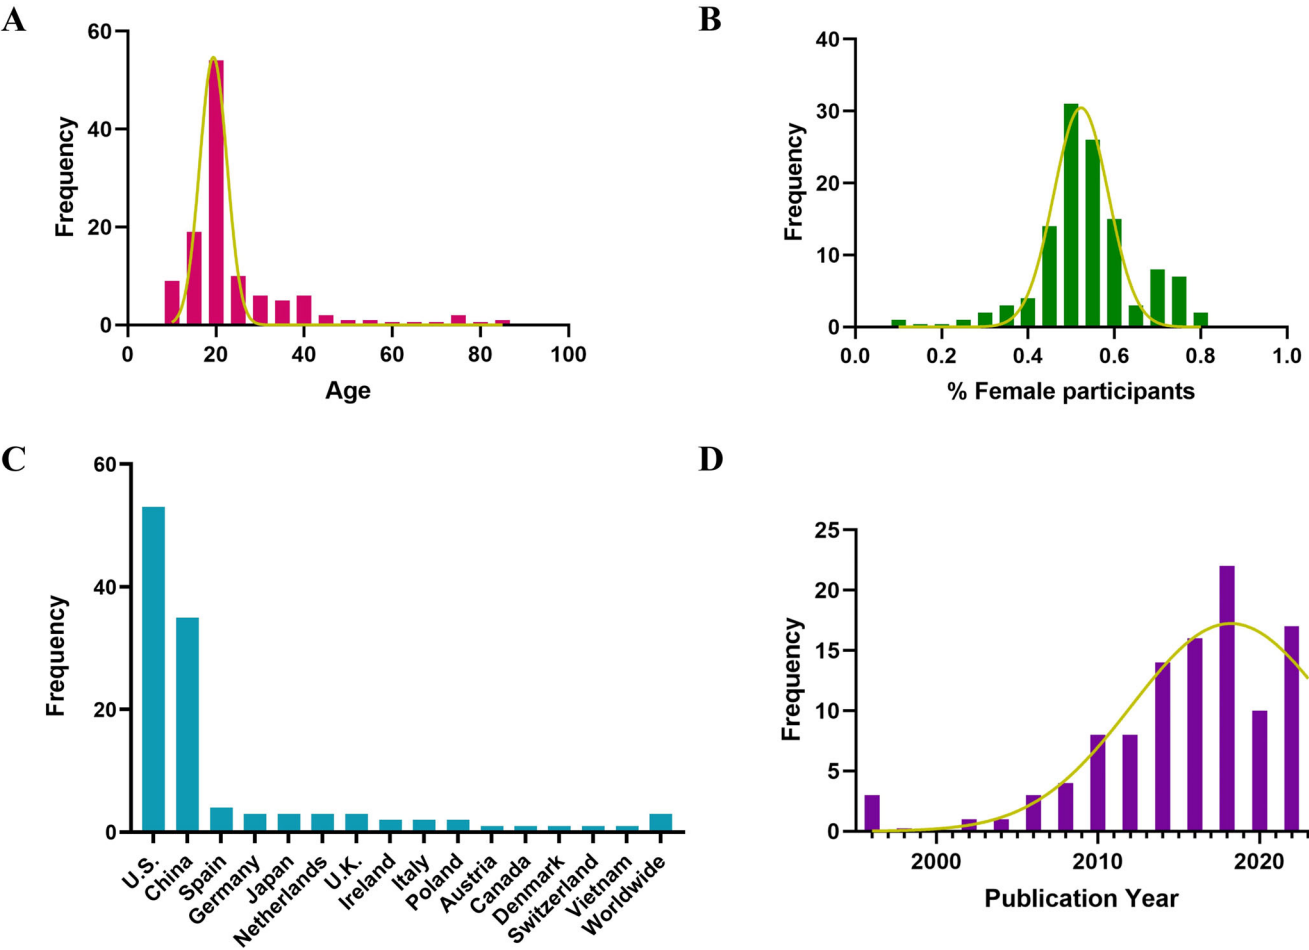 A
60
40
20
0
Frequency
0 20 40 60 80 100
Age
B
40
30
20
10
0
Frequency
0.0 0.2 0.4 0.6 0.8 1.0
% Female participants
C
60
40
20
0
Frequency
U.S.
China
Spain
Germany
Japan
Netherlands
U.K.
Ireland
Italy
Poland
Austria
Canada
Denmark
Switzerland
Vietnam
Worldwide
D
25
20
15
10
5
0
Frequency
2000 2010 2020
Publication Year